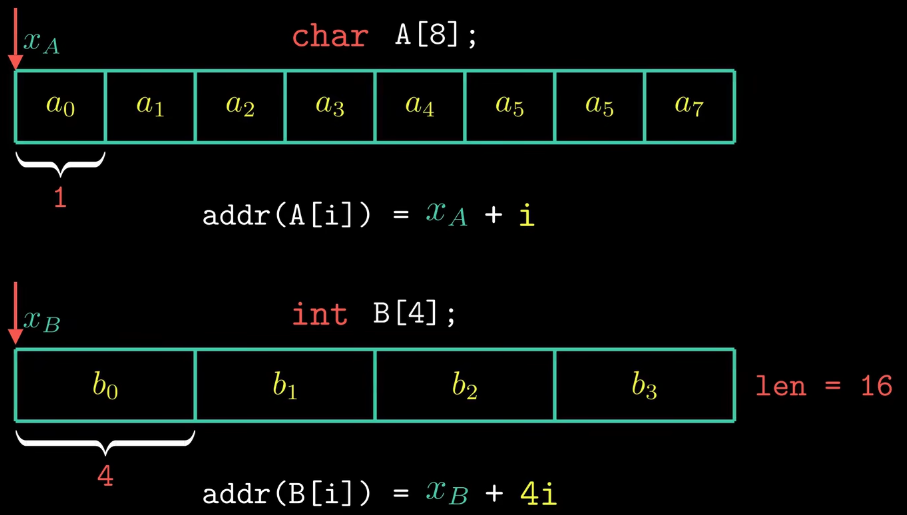 x_A
char A[8];
a_0 a_1 a_2 a_3 a_4 a_5 a_5 a_7
1
addr(A[i]) = x_A + i
x_B
int B[4];
b_0 b_1 b_2 b_3
len = 16
4
addr(B[i]) = x_B + 4i